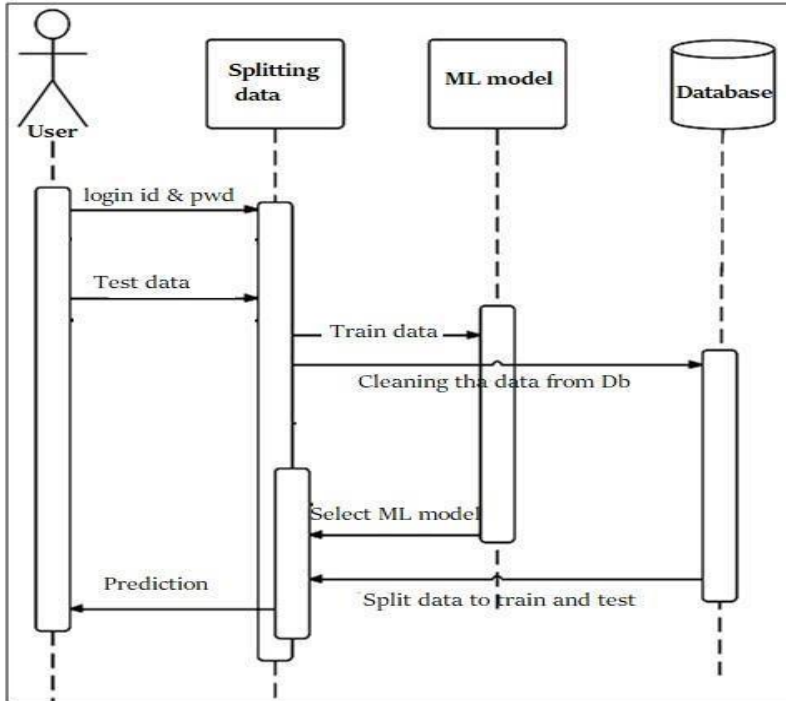 Splitting
data
ML model
Database
User
login id & pwd
Test data
Train data
Cleaning tha data from Db
Select ML model
Prediction
Split data to train and test